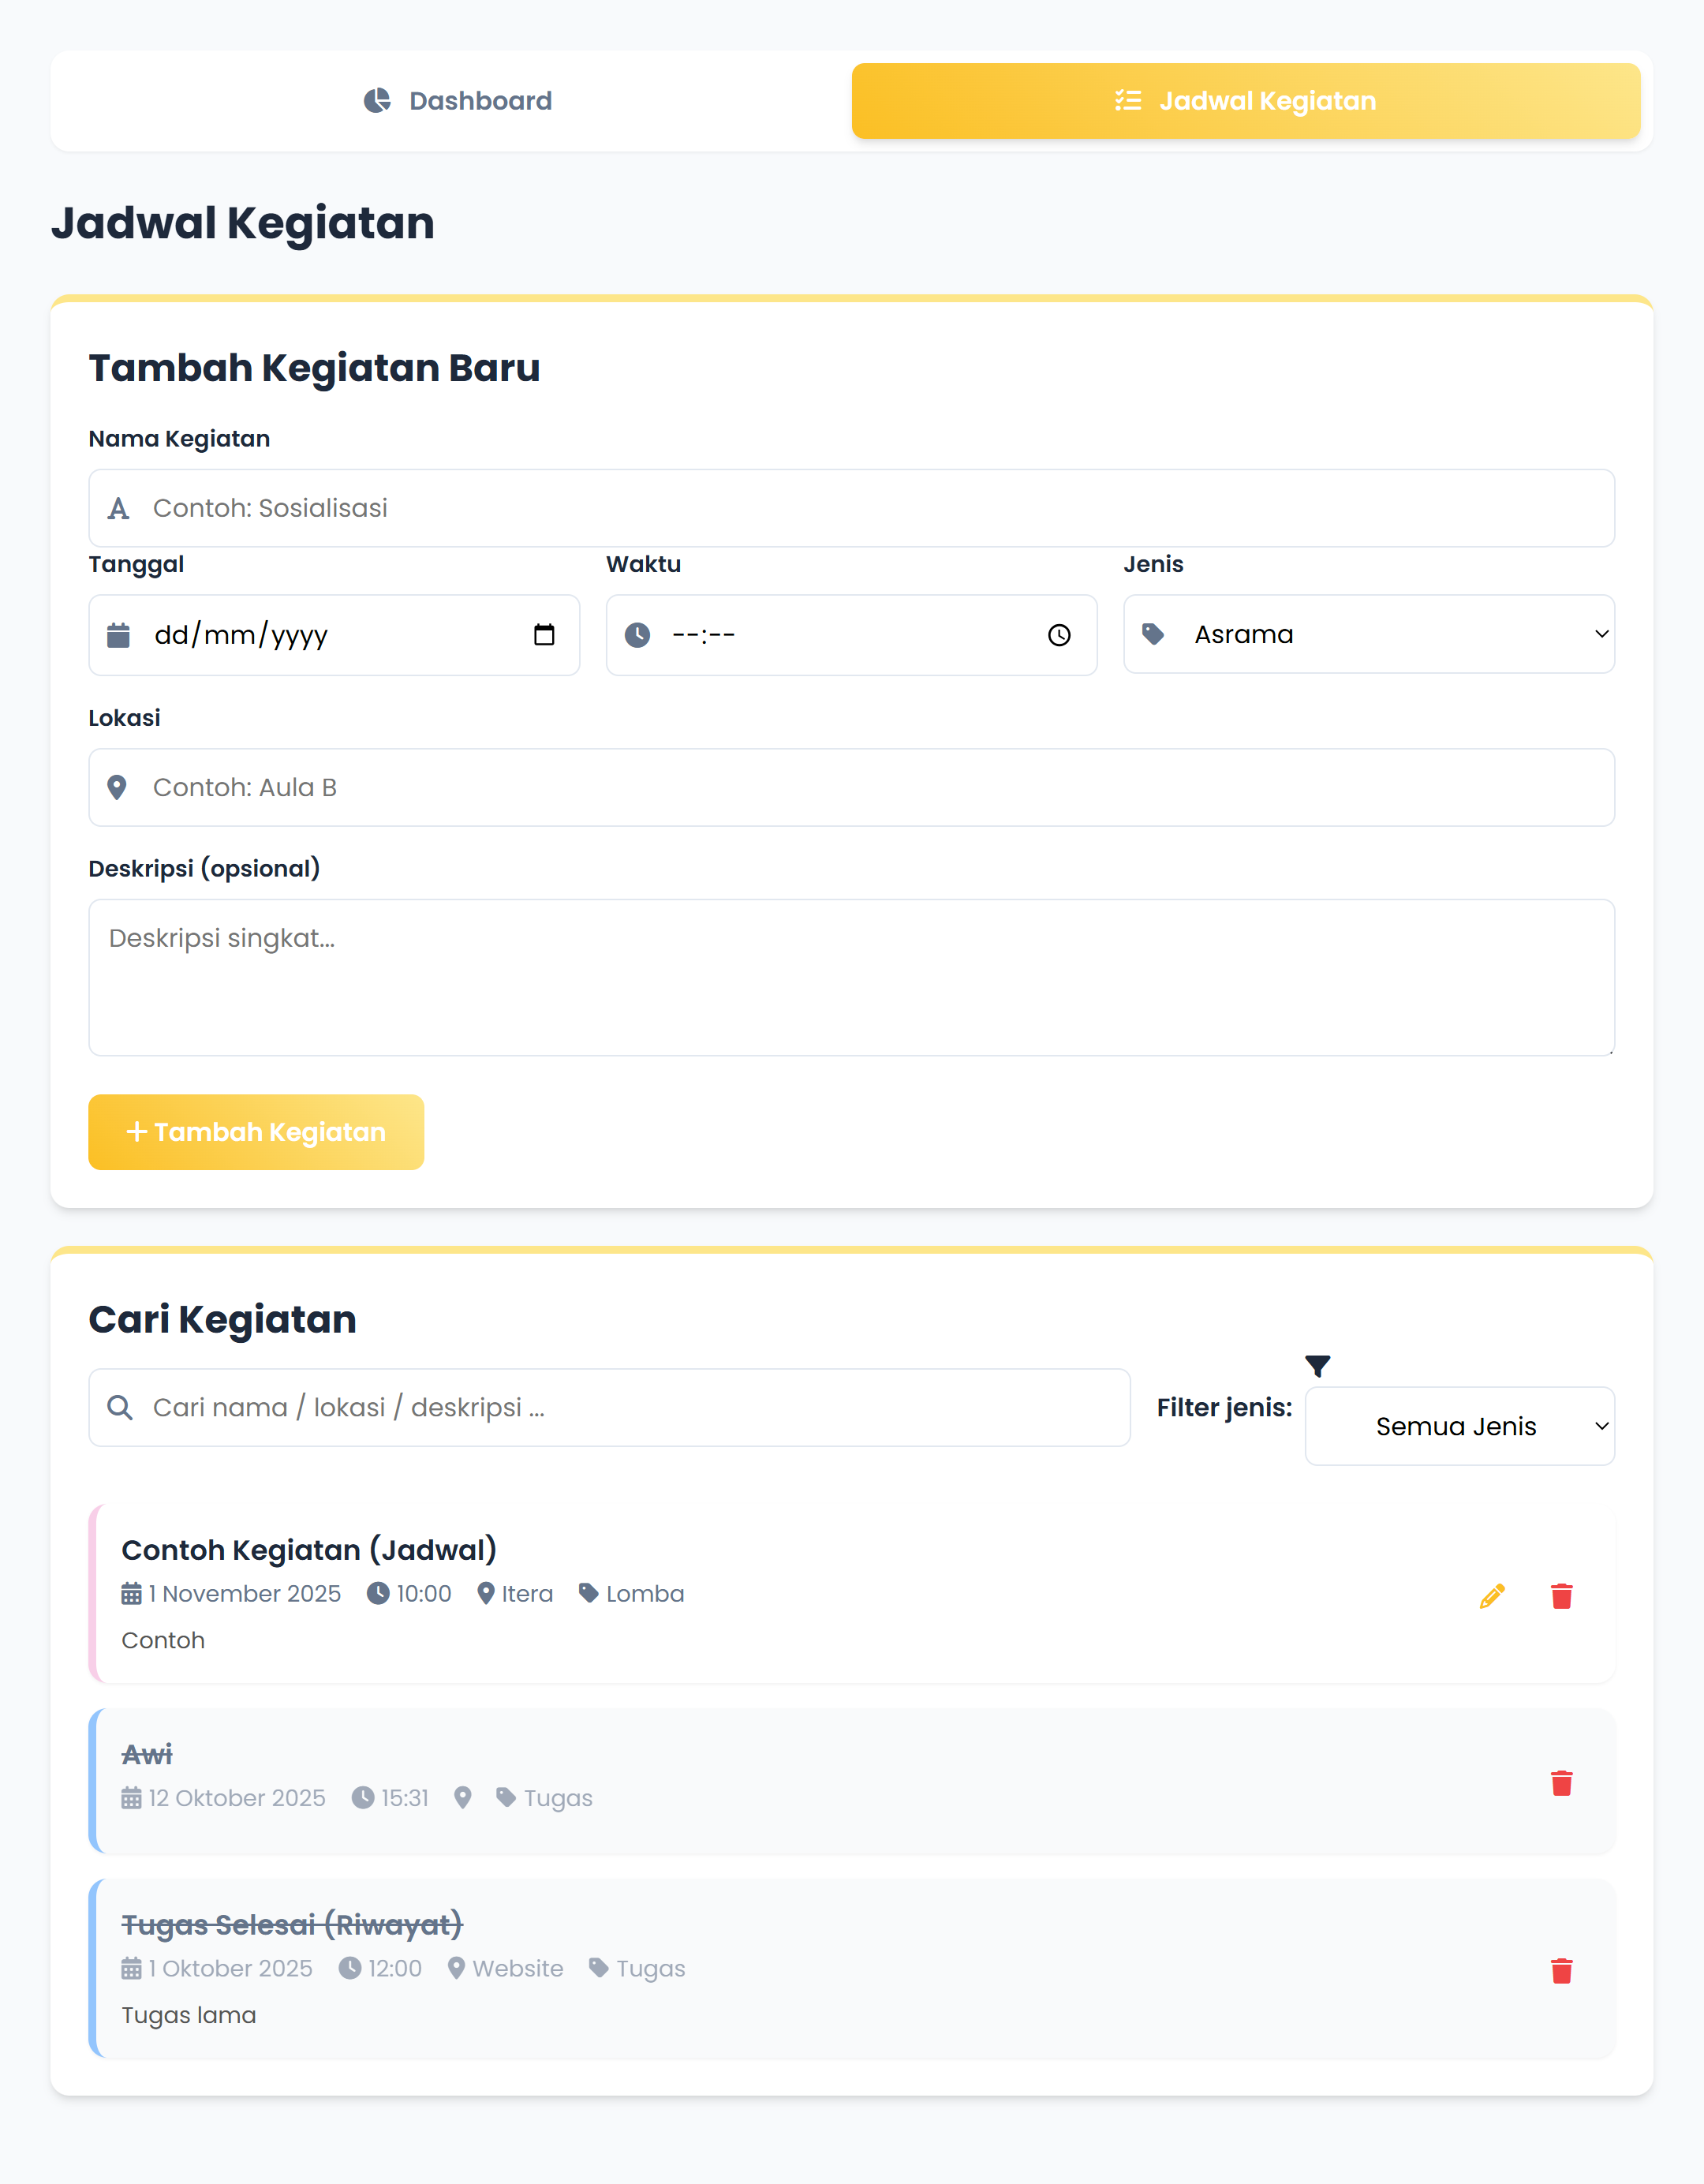 Dashboard
Jadwal Kegiatan
Jadwal Kegiatan
Tambah Kegiatan Baru
Nama Kegiatan
Contoh: Sosialisasi
Tanggal
Waktu
Jenis
dd/mm/yyyy
--:--
Asrama
Lokasi
Contoh: Aula B
Deskripsi (opsional)
Deskripsi singkat...
+ Tambah Kegiatan
Cari Kegiatan
Cari nama / lokasi / deskripsi ...
Filter jenis:
Semua Jenis
Contoh Kegiatan (Jadwal)
1 November 2025 10:00 Itera Lomba
Contoh
Awi
12 Oktober 2025 15:31 Tugas
Tugas Selesai (Riwayat)
1 Oktober 2025 12:00 Website Tugas
Tugas lama